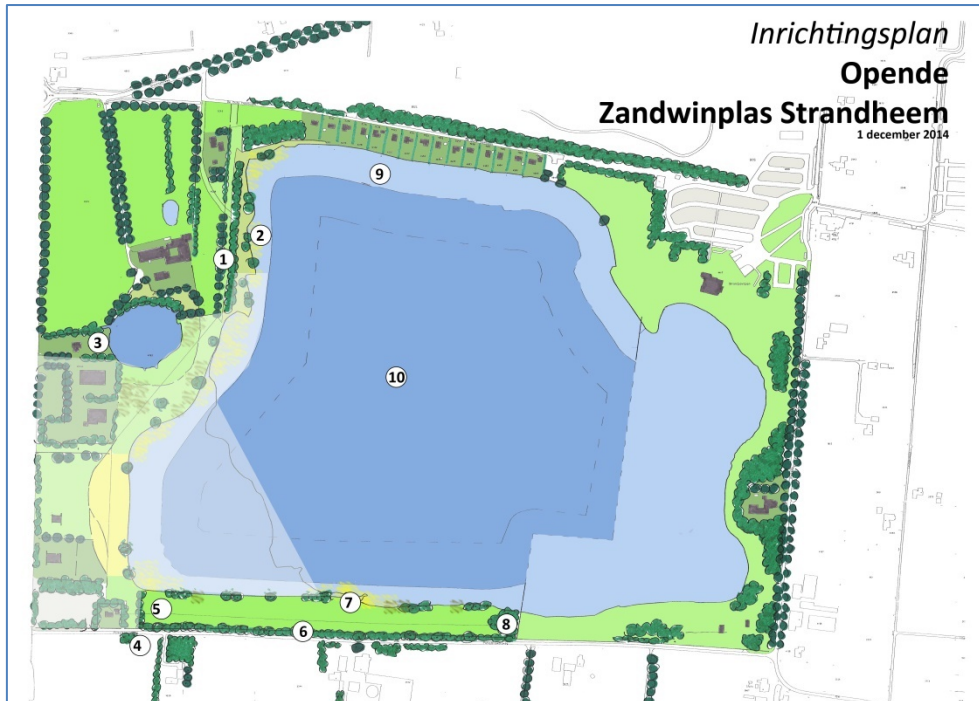 Inrichtingsplan
Opende
Zandwinplas Strandheem
1 december 2014
9
2
1
3
10
7
5
6
8
4